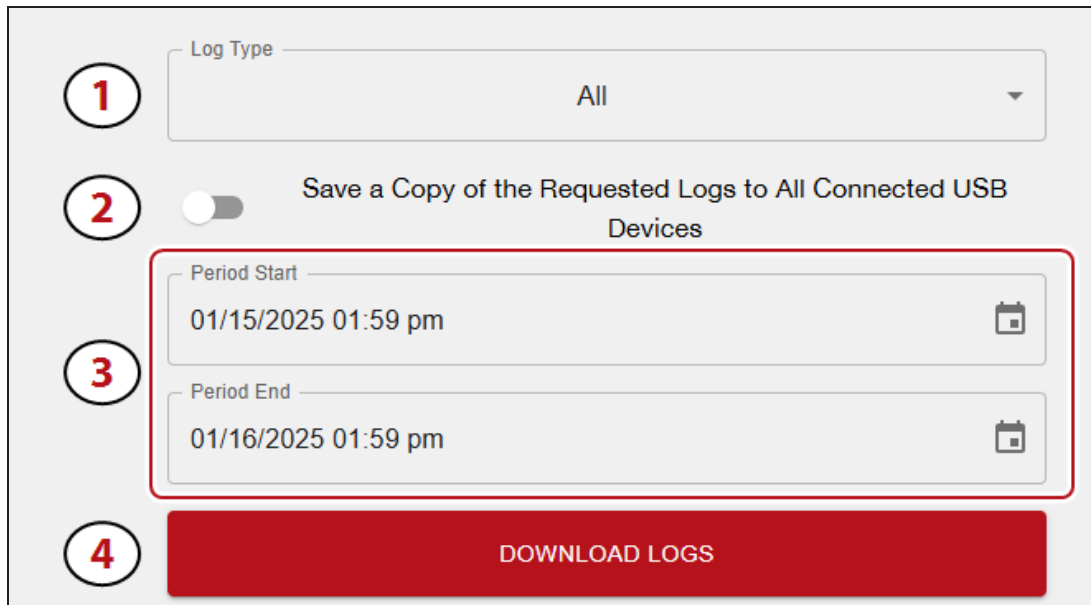 Log Type
1
All
2
Save a Copy of the Requested Logs to All Connected USB
Devices
Period Start
01/15/2025 01:59 pm
3
Period End
01/16/2025 01:59 pm
4
DOWNLOAD LOGS